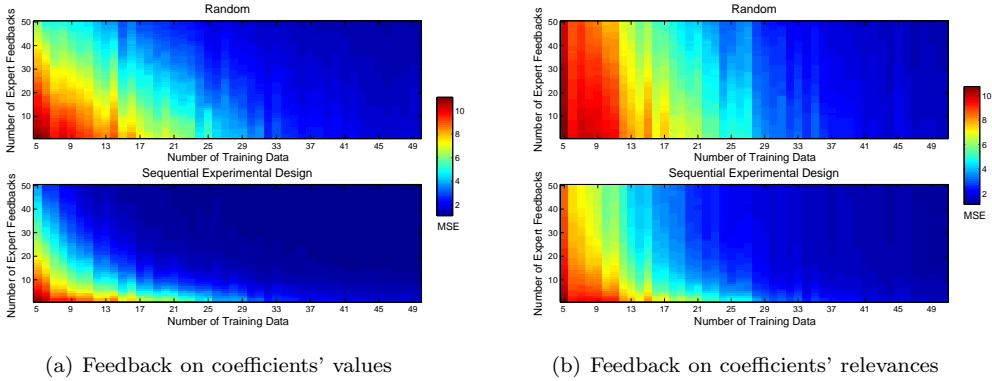 Random
Number of Expert Feedbacks
50
40
30
20
10
5 9 13 17 21 25 29 33 37 41 45 49
Number of Training Data
Sequential Experimental Design
Number of Expert Feedbacks
50
40
30
20
10
5 9 13 17 21 25 29 33 37 41 45 49
Number of Training Data
10
8
6
4
2
MSE
(a) Feedback on coefficients' values
Random
Number of Expert Feedbacks
50
40
30
20
10
5 9 13 17 21 25 29 33 37 41 45 49
Number of Training Data
Sequential Experimental Design
Number of Expert Feedbacks
50
40
30
20
10
5 9 13 17 21 25 29 33 37 41 45 49
Number of Training Data
10
8
6
4
2
MSE
(b) Feedback on coefficients' relevances